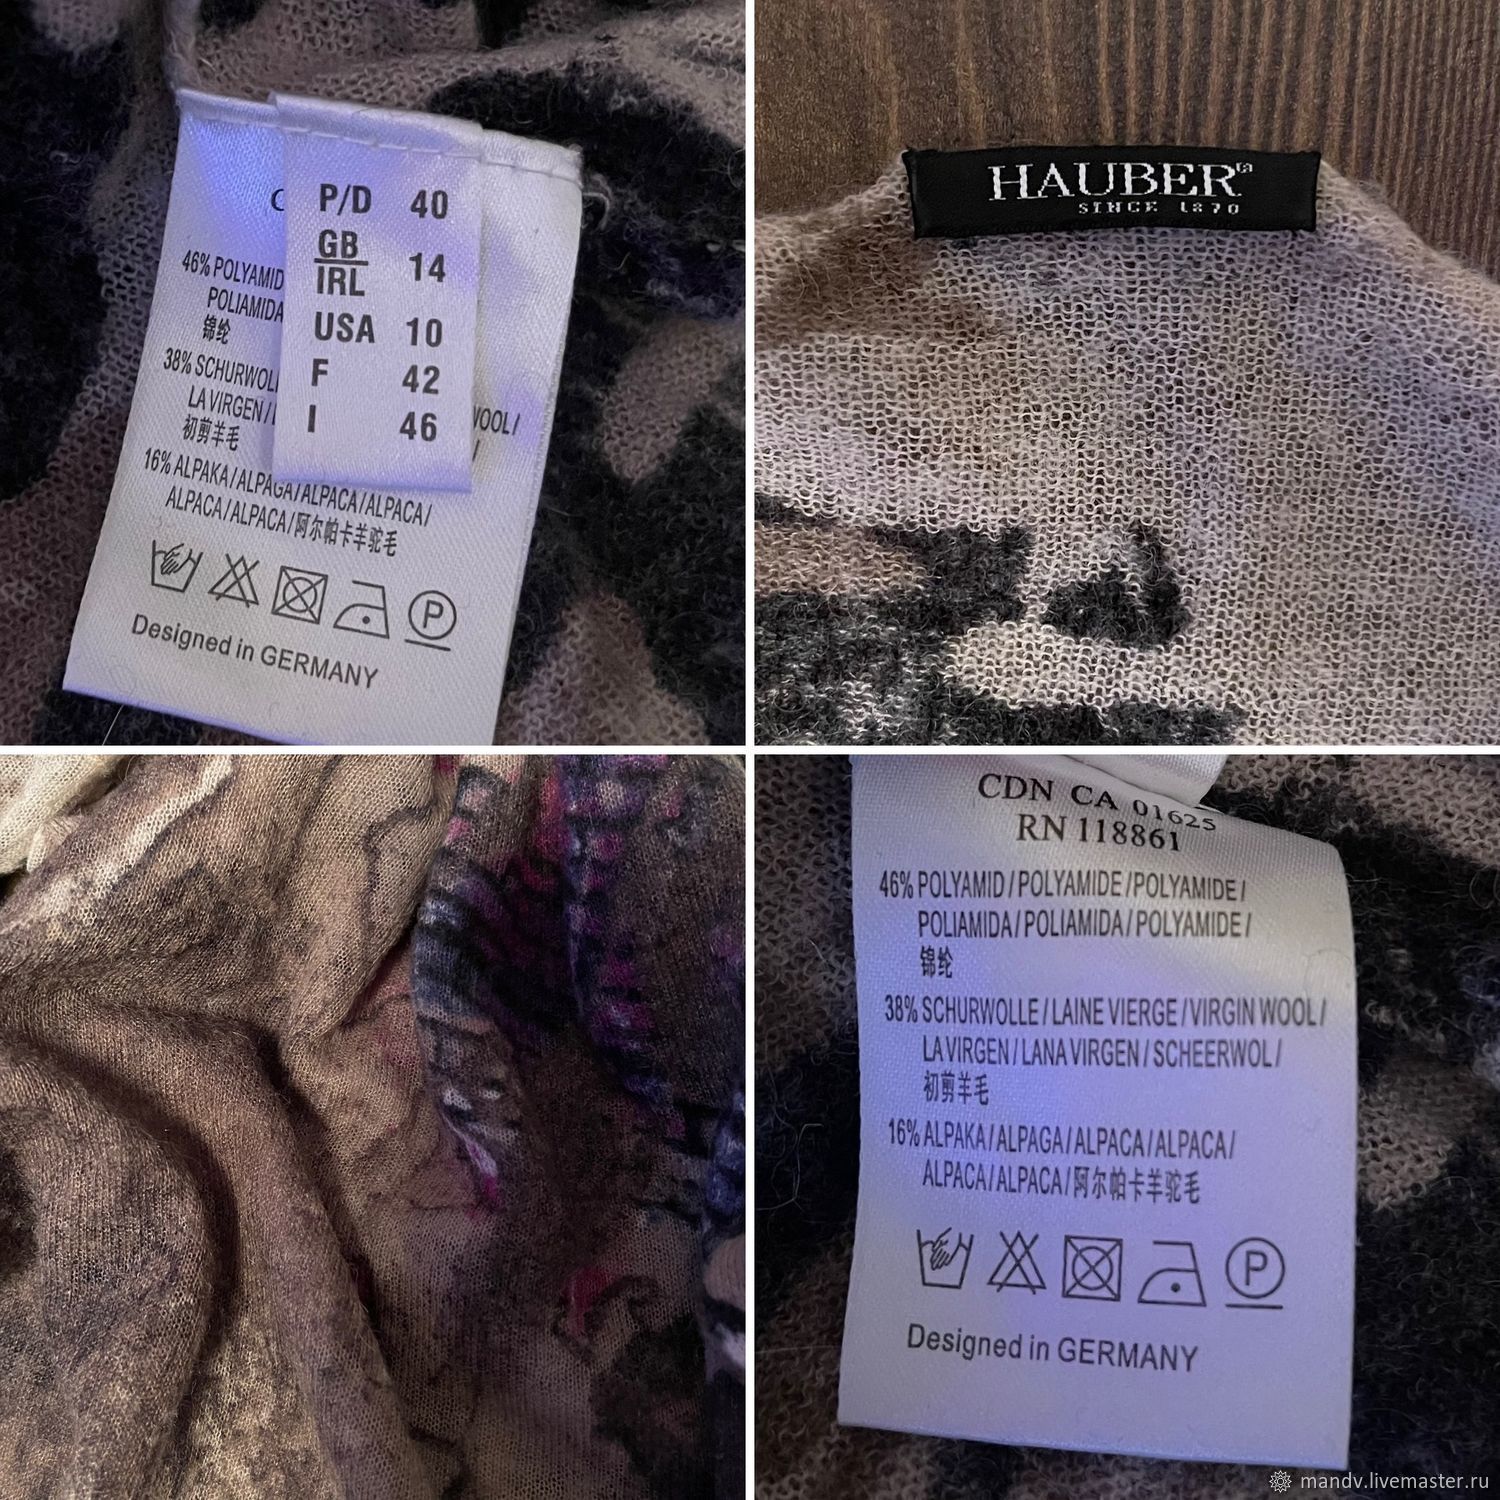 P/D 40
GB 14
IRL
USA 10
F 42
I 46
46% POLYAMID
POLIAMIDA
锦纶
38% SCHURWOLL
LA VIRGEN /
WOOL /
/
初剪羊毛
16% ALPAKA / ALPAGA / ALPACA / ALPACA /
ALPACA / ALPACA / 阿尔帕卡羊驼毛
P
Designed in GERMANY
HAUBER
SINCE 1870
CDN CA 01625
RN 118861
46% POLYAMID / POLYAMIDE / POLYAMIDE /
POLIAMIDA / POLIAMIDA / POLYAMIDE /
锦纶
38% SCHURWOLLE / LAINE VIERGE / VIRGIN WOOL /
LA VIRGEN / LANA VIRGEN / SCHEERWOL /
初剪羊毛
16% ALPAKA / ALPAGA / ALPACA / ALPACA /
ALPACA / ALPACA / 阿尔帕卡羊驼毛
P
Designed in GERMANY
mandv.livemaster.ru